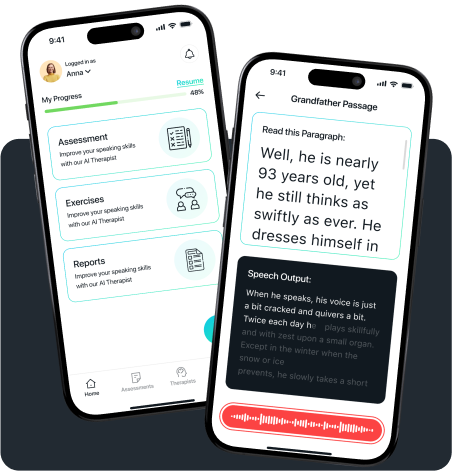 9:41
Logged in as
Anna
Resume
My Progress
48%
Assessment
Improve your speaking skills
with our AI Therapist
Exercises
Improve your speaking skills
with our AI Therapist
Reports
Improve your speaking skills
with our AI Therapist
Home
Assessments
Therapists
9:41
Grandfather Passage
Read this Paragraph:
Well, he is nearly
93 years old, yet
he still thinks as
swiftly as ever. He
dresses himself in
Speech Output:
When he speaks, his voice is just
a bit cracked and quivers a bit.
Twice each day he plays skillfully
and with zest upon a small organ.
Except in the winter when the
snow or ice
prevents, he slowly takes a short